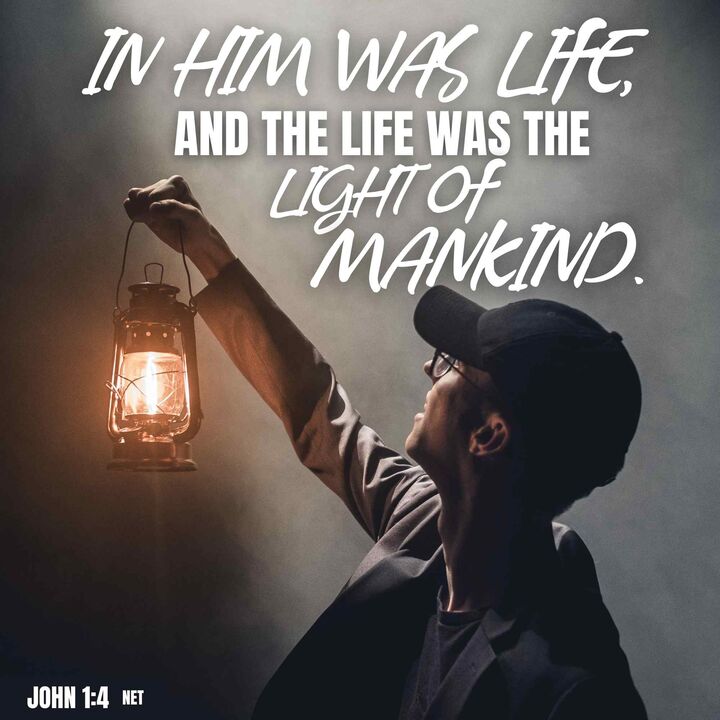 IN HIM WAS LIFE,
AND THE LIFE WAS THE
LIGHT OF
MANKIND.
JOHN 1:4 NET